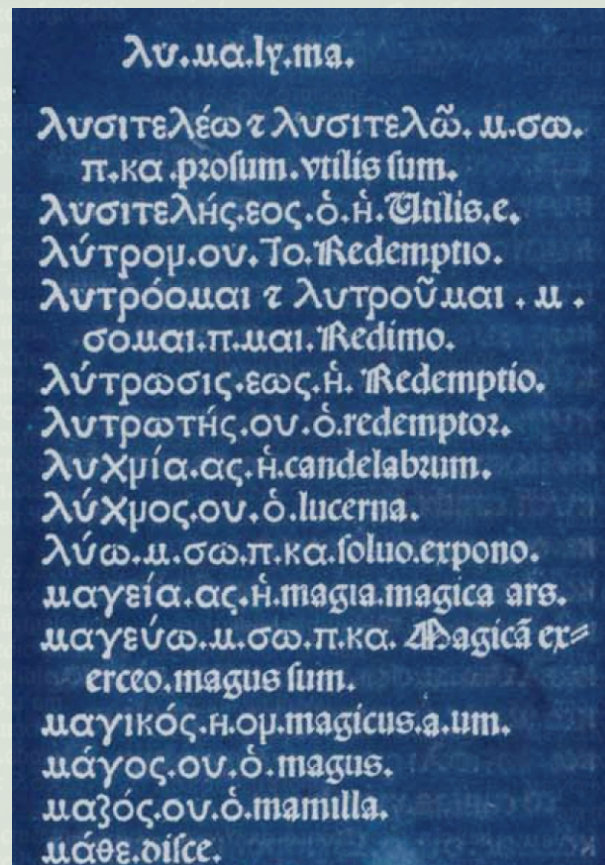 λυ.μα.ly.ma.
λυσιτελέω ⁊ λυσιτελῶ. μ.σω.
π.κα.prosum.vtilis sum.
λυσιτελής.εος.ὁ.ἡ.Utilis.e.
λύτρον.ου.Το.Redemptio.
λυτρόομαι ⁊ λυτροῦμαι . μ .
σομαι.π.μαι.Redimo.
λύτρωσις.εως.ἡ. Redemptio.
λυτρωτής.ου.ὁ.redemptor.
λυχνία.ας.ἡ.candelabrum.
λύχνος.ου.ὁ.lucerna.
λύω.μ.σω.π.κα.soluo.expono.
μαγεία.ας.ἡ.magia.magica ars.
μαγεύω.μ.σω.π.κα. Magicã ex=
erceo.magus sum.
μαγικός.η.ον.magicus.a.um.
μάγος.ου.ὁ.magus.
μαζός.ου.ὁ.mamilla.
μάθε.disce.